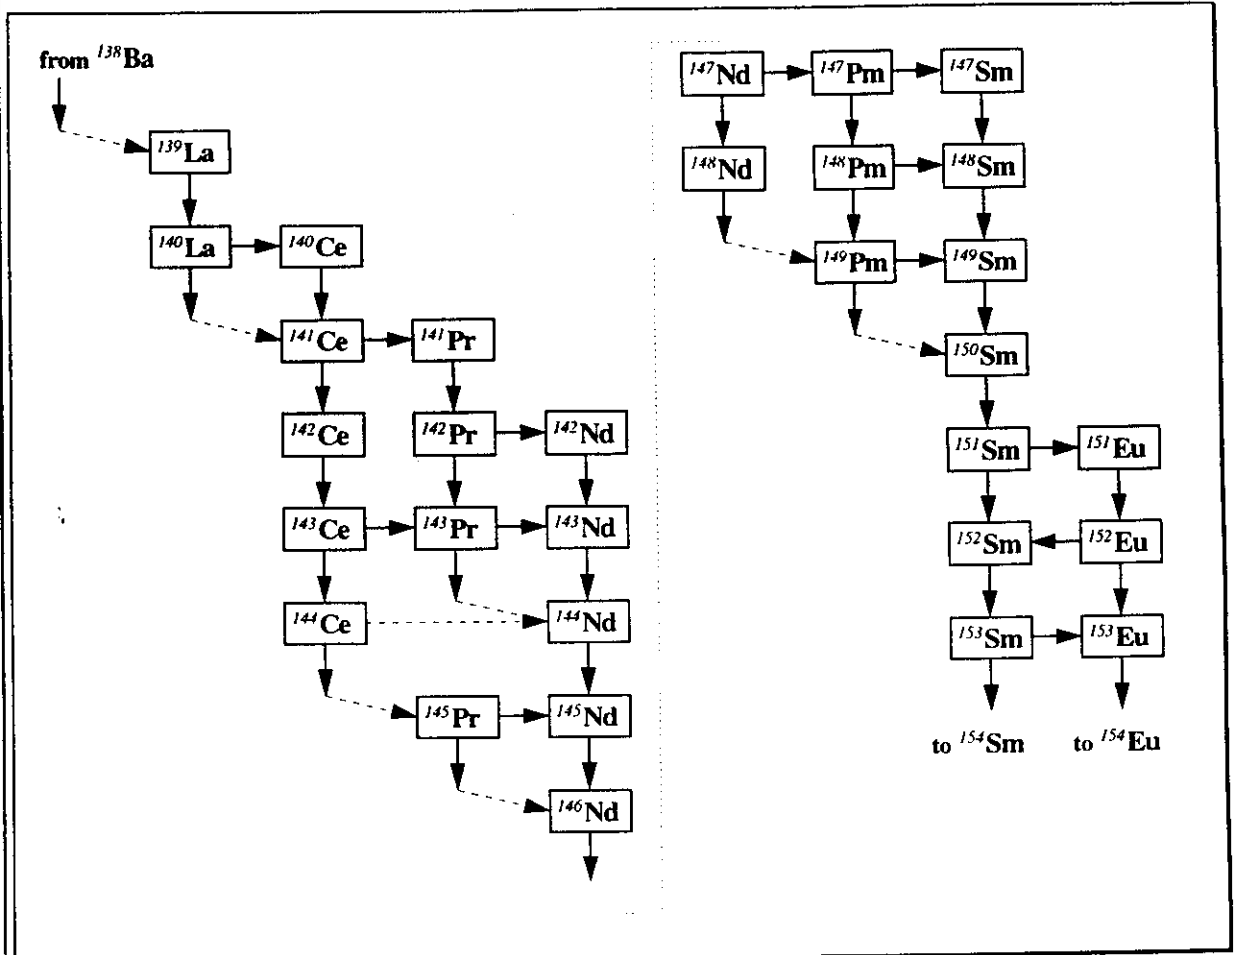 from ¹³⁸Ba
¹³⁹La
¹⁴⁰La ¹⁴⁰Ce
¹⁴¹Ce ¹⁴¹Pr
¹⁴²Ce ¹⁴²Pr ¹⁴²Nd
¹⁴³Ce ¹⁴³Pr ¹⁴³Nd
¹⁴⁴Ce ¹⁴⁴Nd
¹⁴⁵Pr ¹⁴⁵Nd
¹⁴⁶Nd
¹⁴⁷Nd ¹⁴⁷Pm ¹⁴⁷Sm
¹⁴⁸Nd ¹⁴⁸Pm ¹⁴⁸Sm
¹⁴⁹Pm ¹⁴⁹Sm
¹⁵⁰Sm
¹⁵¹Sm ¹⁵¹Eu
¹⁵²Sm ¹⁵²Eu
¹⁵³Sm ¹⁵³Eu
to ¹⁵⁴Sm to ¹⁵⁴Eu